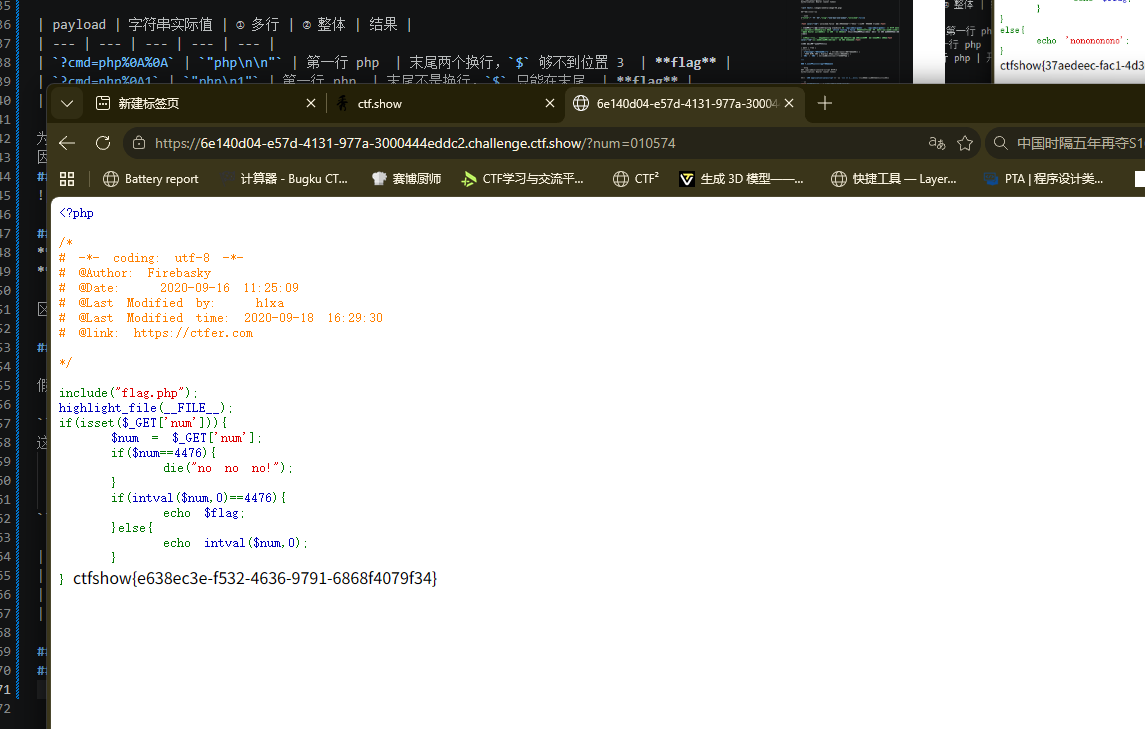 | payload | 字符串实际值 | ① 多行 | ② 整体 | 结果 |
| --- | --- | --- | --- | --- |
| `?cmd=php%0A%0A` | `"php\n\n"` | 第一行 php | 末尾两个换行，`$` 够不到位置 3 | **flag** |
| `?cmd=php%0A1` | `"php\n1"` | 第一行 php | 末尾不是换行，`$` 只能在末尾 | **flag** |
}
else{
echo 'nonononono';
}
ctfshow{37aedeec-fac1-4d3
新建标签页
ctf.show
6e140d04-e57d-4131-977a-30004
https://6e140d04-e57d-4131-977a-3000444eddc2.challenge.ctf.show/?num=010574
中国时隔五年再夺S1
Battery report
计算器 - Bugku CT...
赛博厨师
CTF学习与交流平...
CTF²
生成 3D 模型——...
快捷工具 — Layer...
PTA | 程序设计类...
<?php
/*
# -*- coding: utf-8 -*-
# @Author: Firebasky
# @Date: 2020-09-16 11:25:09
# @Last Modified by: h1xa
# @Last Modified time: 2020-09-18 16:29:30
# @link: https://ctfer.com
*/
include("flag.php");
highlight_file(__FILE__);
if(isset($_GET['num'])){
$num = $_GET['num'];
if($num==4476){
die("no no no!");
}
if(intval($num,0)==4476){
echo $flag;
}else{
echo intval($num,0);
}
} ctfshow{e638ec3e-f532-4636-9791-6868f4079f34}